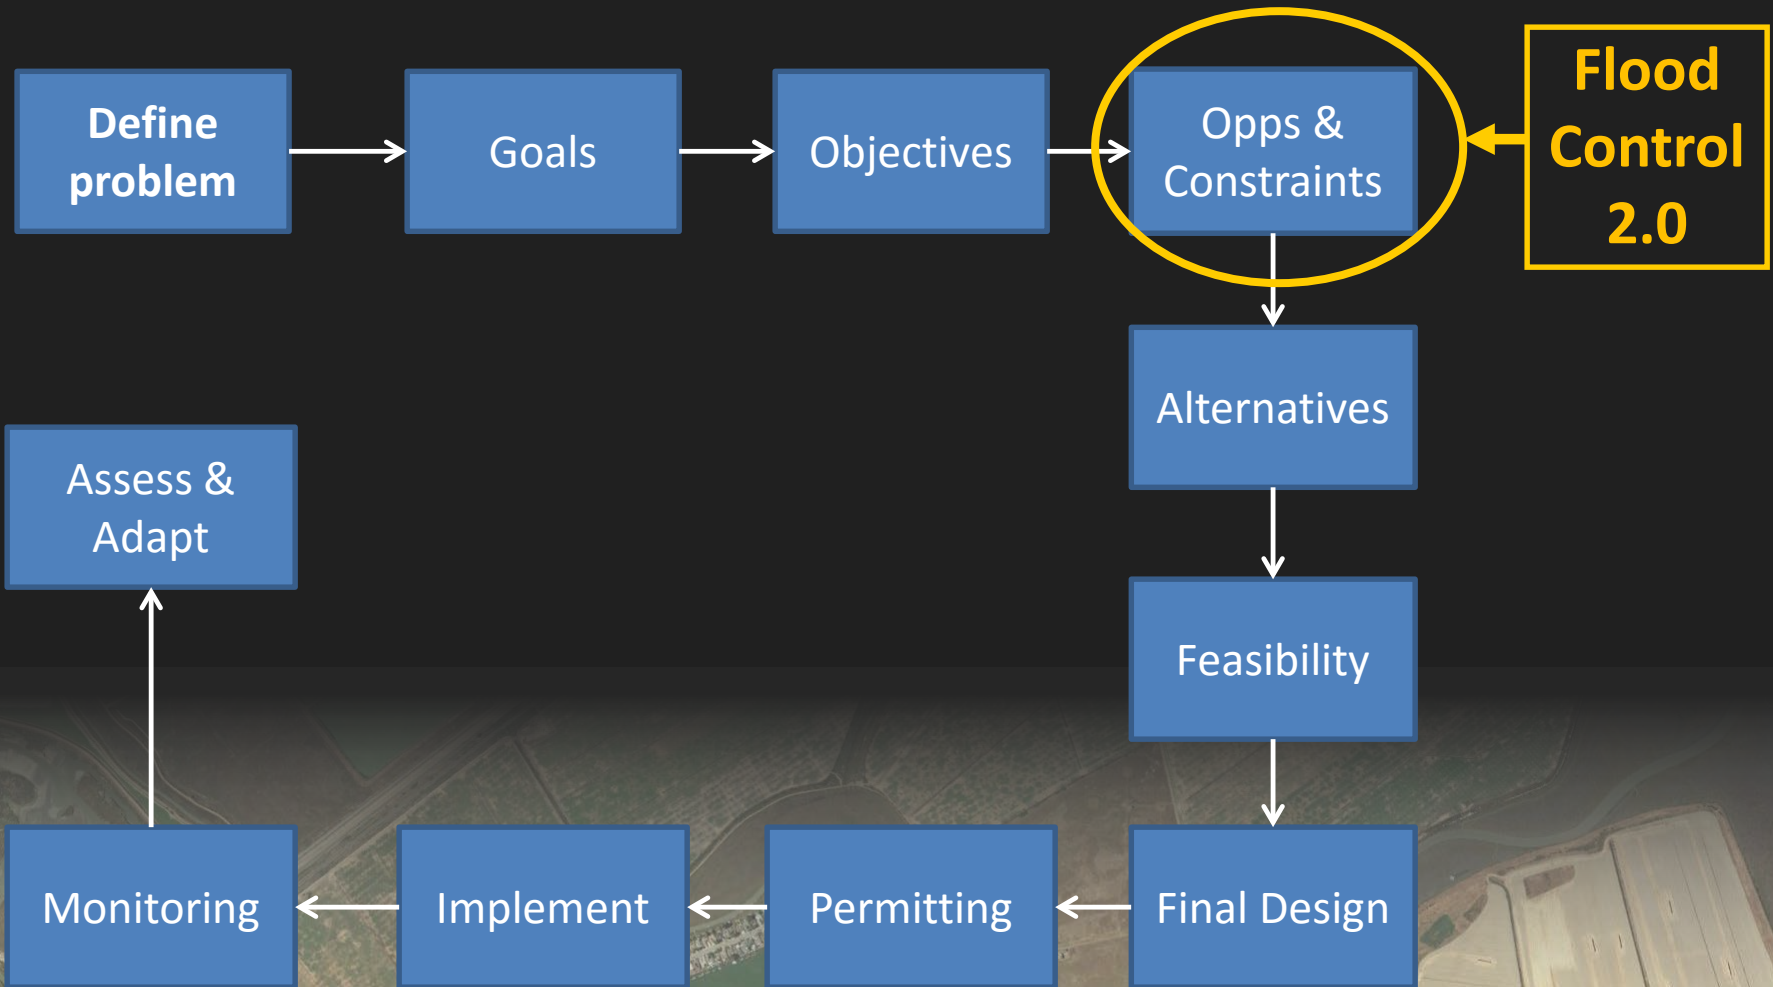 Define
problem
Goals
Objectives
Opps &
Constraints
Flood
Control
2.0
Alternatives
Feasibility
Final Design
Permitting
Implement
Monitoring
Assess &
Adapt